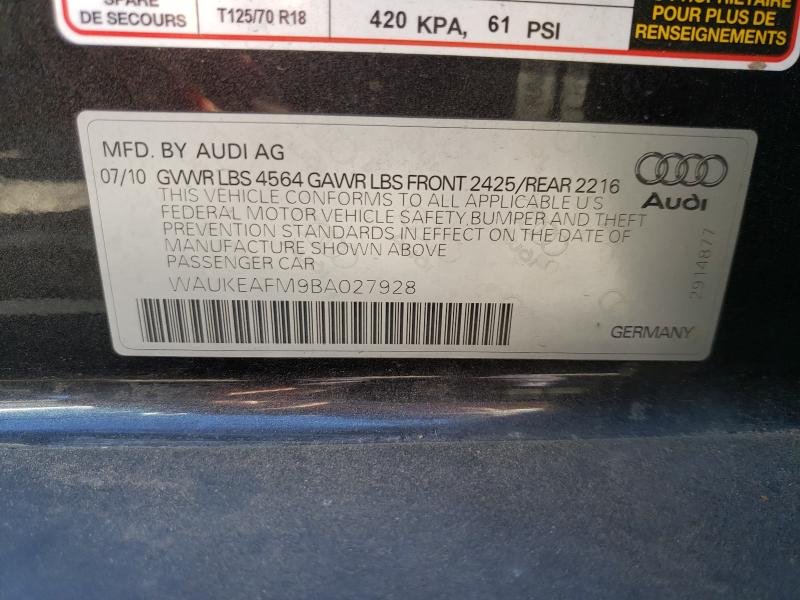 SPARE
DE SECOURS
T125/70 R18
420 KPA, 61 PSI
PROPRIÉTAIRE
POUR PLUS DE
RENSEIGNEMENTS
MFD. BY AUDI AG
07/10 GVWR LBS 4564 GAWR LBS FRONT 2425/REAR 2216
THIS VEHICLE CONFORMS TO ALL APPLICABLE U S
FEDERAL MOTOR VEHICLE SAFETY, BUMPER AND THEFT
PREVENTION STANDARDS IN EFFECT ON THE DATE OF
MANUFACTURE SHOWN ABOVE
PASSENGER CAR
WAUKEAFM9BA027928
Audi
2914877
GERMANY